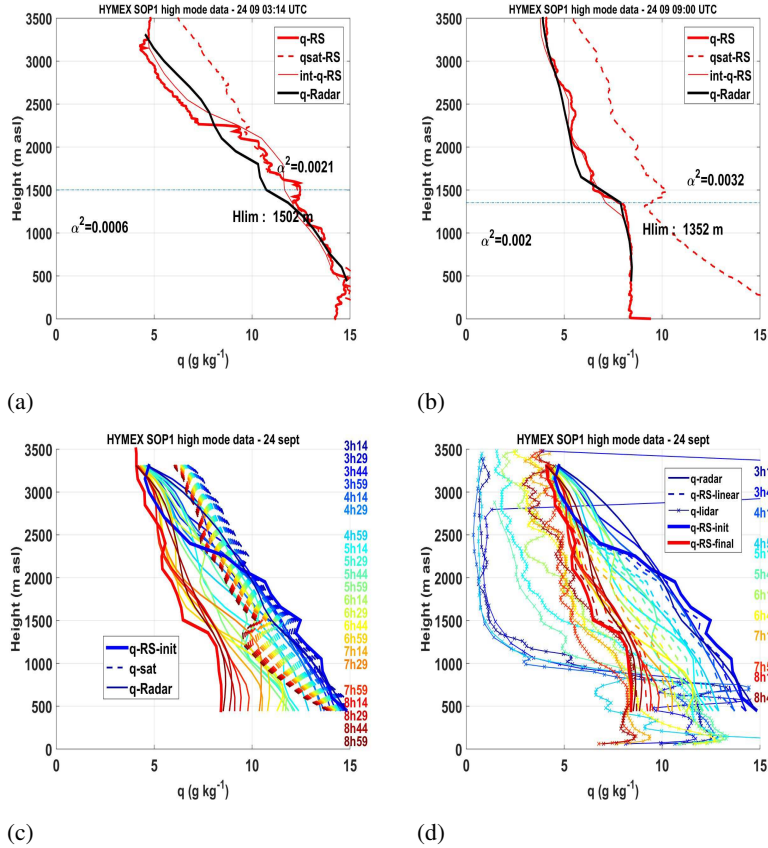 HYMEX SOP1 high mode data - 24 09 03:14 UTC
3500
3000
2500
2000
1500
1000
500
0
Height (m asl)
q-RS
qsat-RS
int-q-RS
q-Radar
α²=0.0021
Hlim : 1502 m
α²=0.0006
0 5 10 15
q (g kg⁻¹)
(a)
HYMEX SOP1 high mode data - 24 09 09:00 UTC
3500
3000
2500
2000
1500
1000
500
0
Height (m asl)
q-RS
qsat-RS
int-q-RS
q-Radar
α²=0.0032
Hlim : 1352 m
α²=0.002
0 5 10 15
q (g kg⁻¹)
(b)
HYMEX SOP1 high mode data - 24 sept
3500
3000
2500
2000
1500
1000
500
0
Height (m asl)
3h14
3h29
3h44
3h59
4h14
4h29
4h59
5h14
5h29
5h44
5h59
6h14
6h29
6h44
6h59
7h14
7h29
7h59
8h14
8h29
8h44
8h59
q-RS-init
q-sat
q-Radar
0 5 10 15
q (g kg⁻¹)
(c)
HYMEX SOP1 high mode data - 24 sept
3500
3000
2500
2000
1500
1000
500
0
Height (m asl)
q-radar
q-RS-linear
q-lidar
q-RS-init
q-RS-final
0 5 10 15
q (g kg⁻¹)
(d)